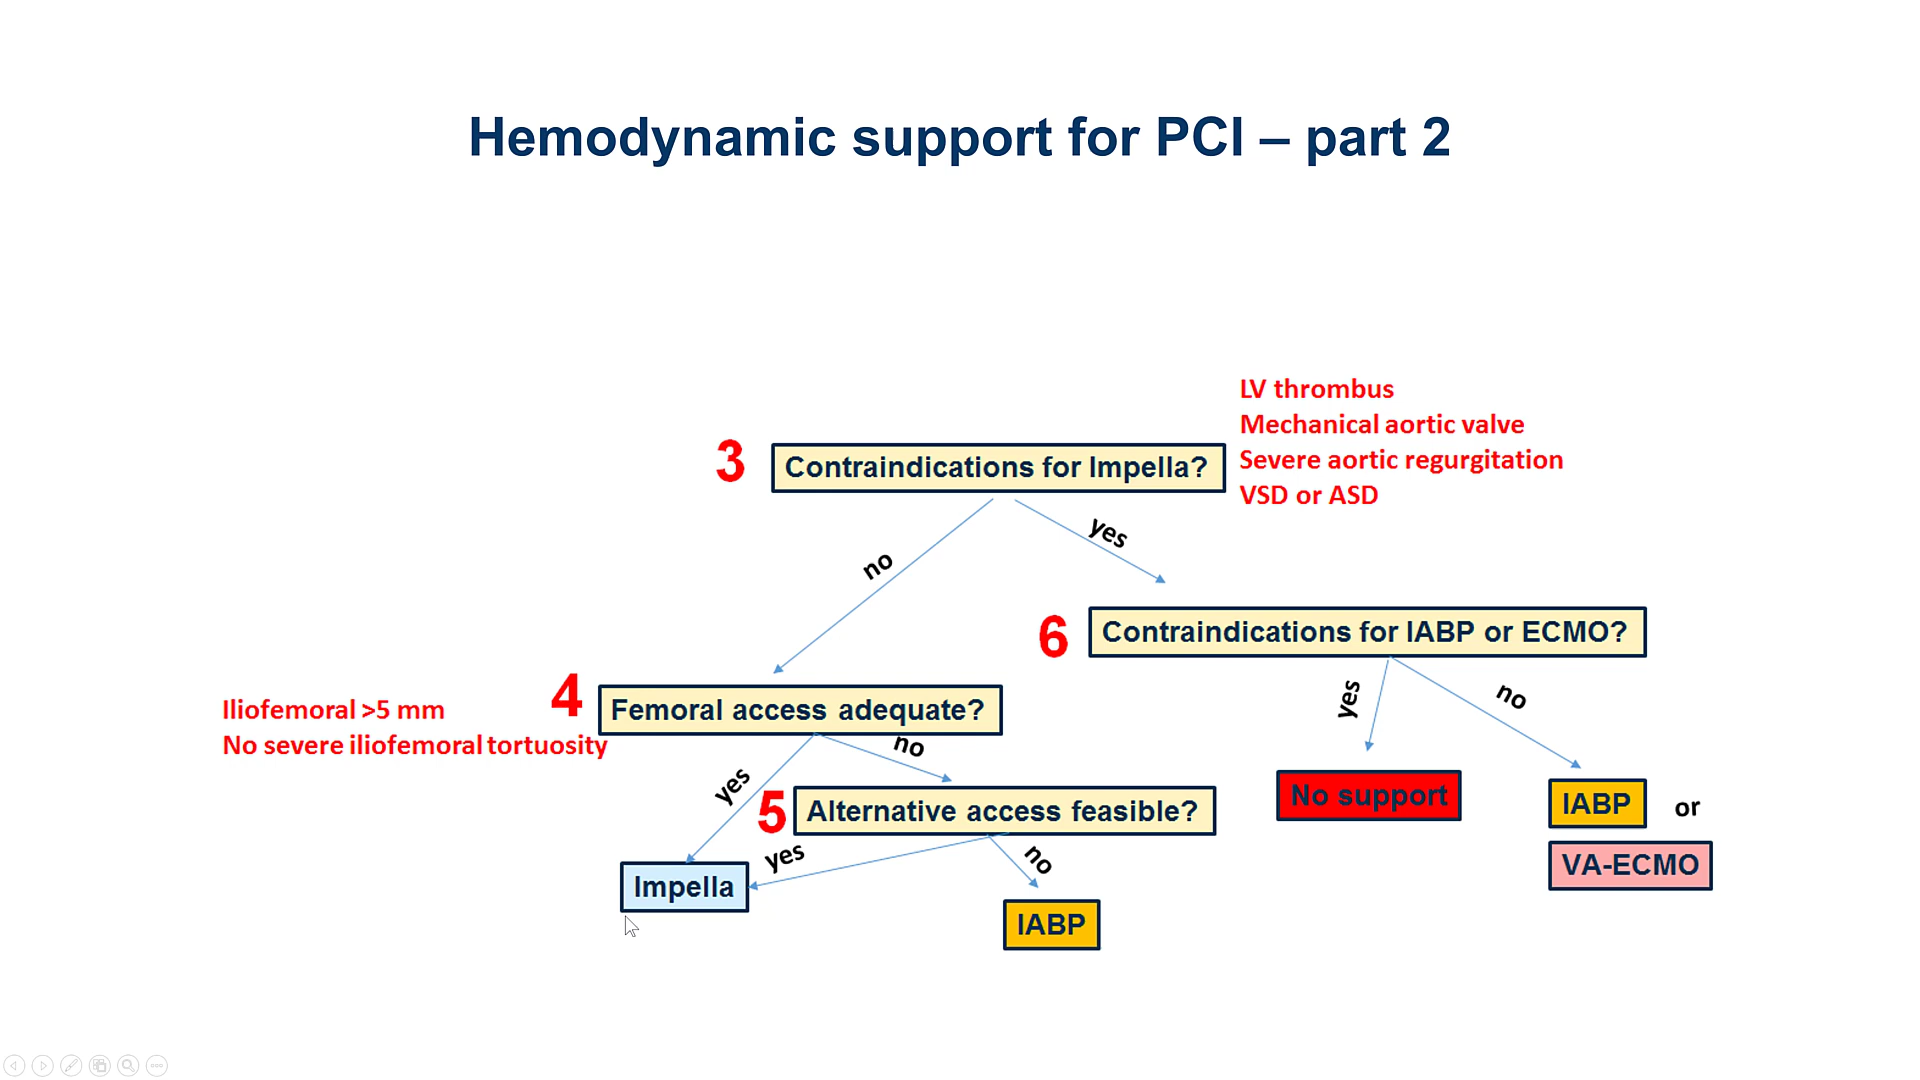 Hemodynamic support for PCI – part 2
LV thrombus
Mechanical aortic valve
Severe aortic regurgitation
VSD or ASD
3
Contraindications for Impella?
no
yes
6
Contraindications for IABP or ECMO?
4
Femoral access adequate?
Iliofemoral >5 mm
No severe iliofemoral tortuosity
yes
no
yes
no
5
Alternative access feasible?
No support
IABP or
VA-ECMO
yes
no
Impella
IABP